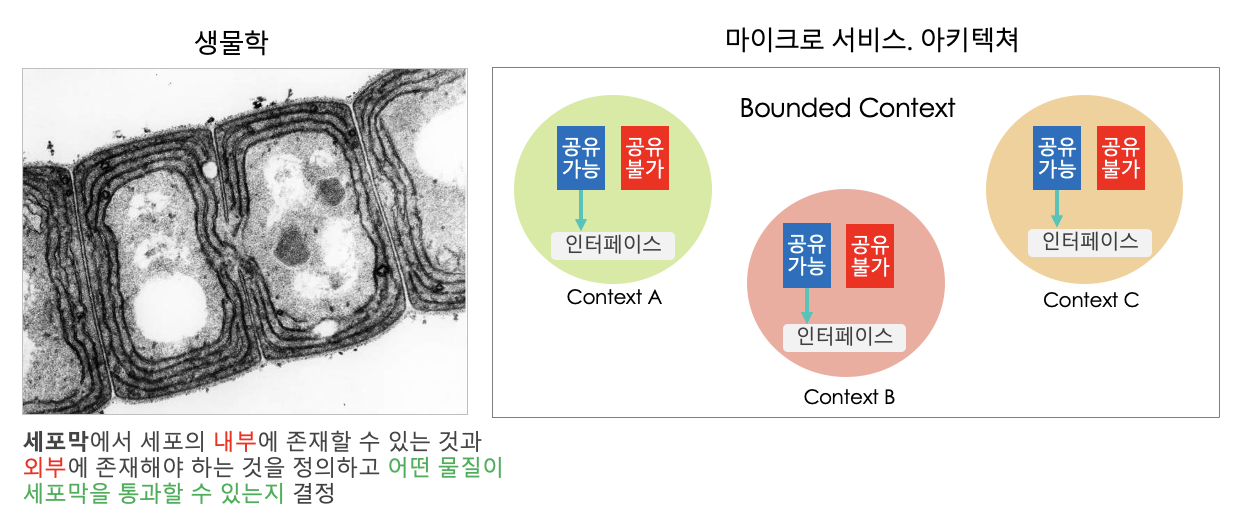 생물학
세포막에서 세포의 내부에 존재할 수 있는 것과
외부에 존재해야 하는 것을 정의하고 어떤 물질이
세포막을 통과할 수 있는지 결정
마이크로 서비스. 아키텍쳐
Bounded Context
공유
가능
공유
불가
인터페이스
Context A
공유
가능
공유
불가
인터페이스
Context B
공유
가능
공유
불가
인터페이스
Context C